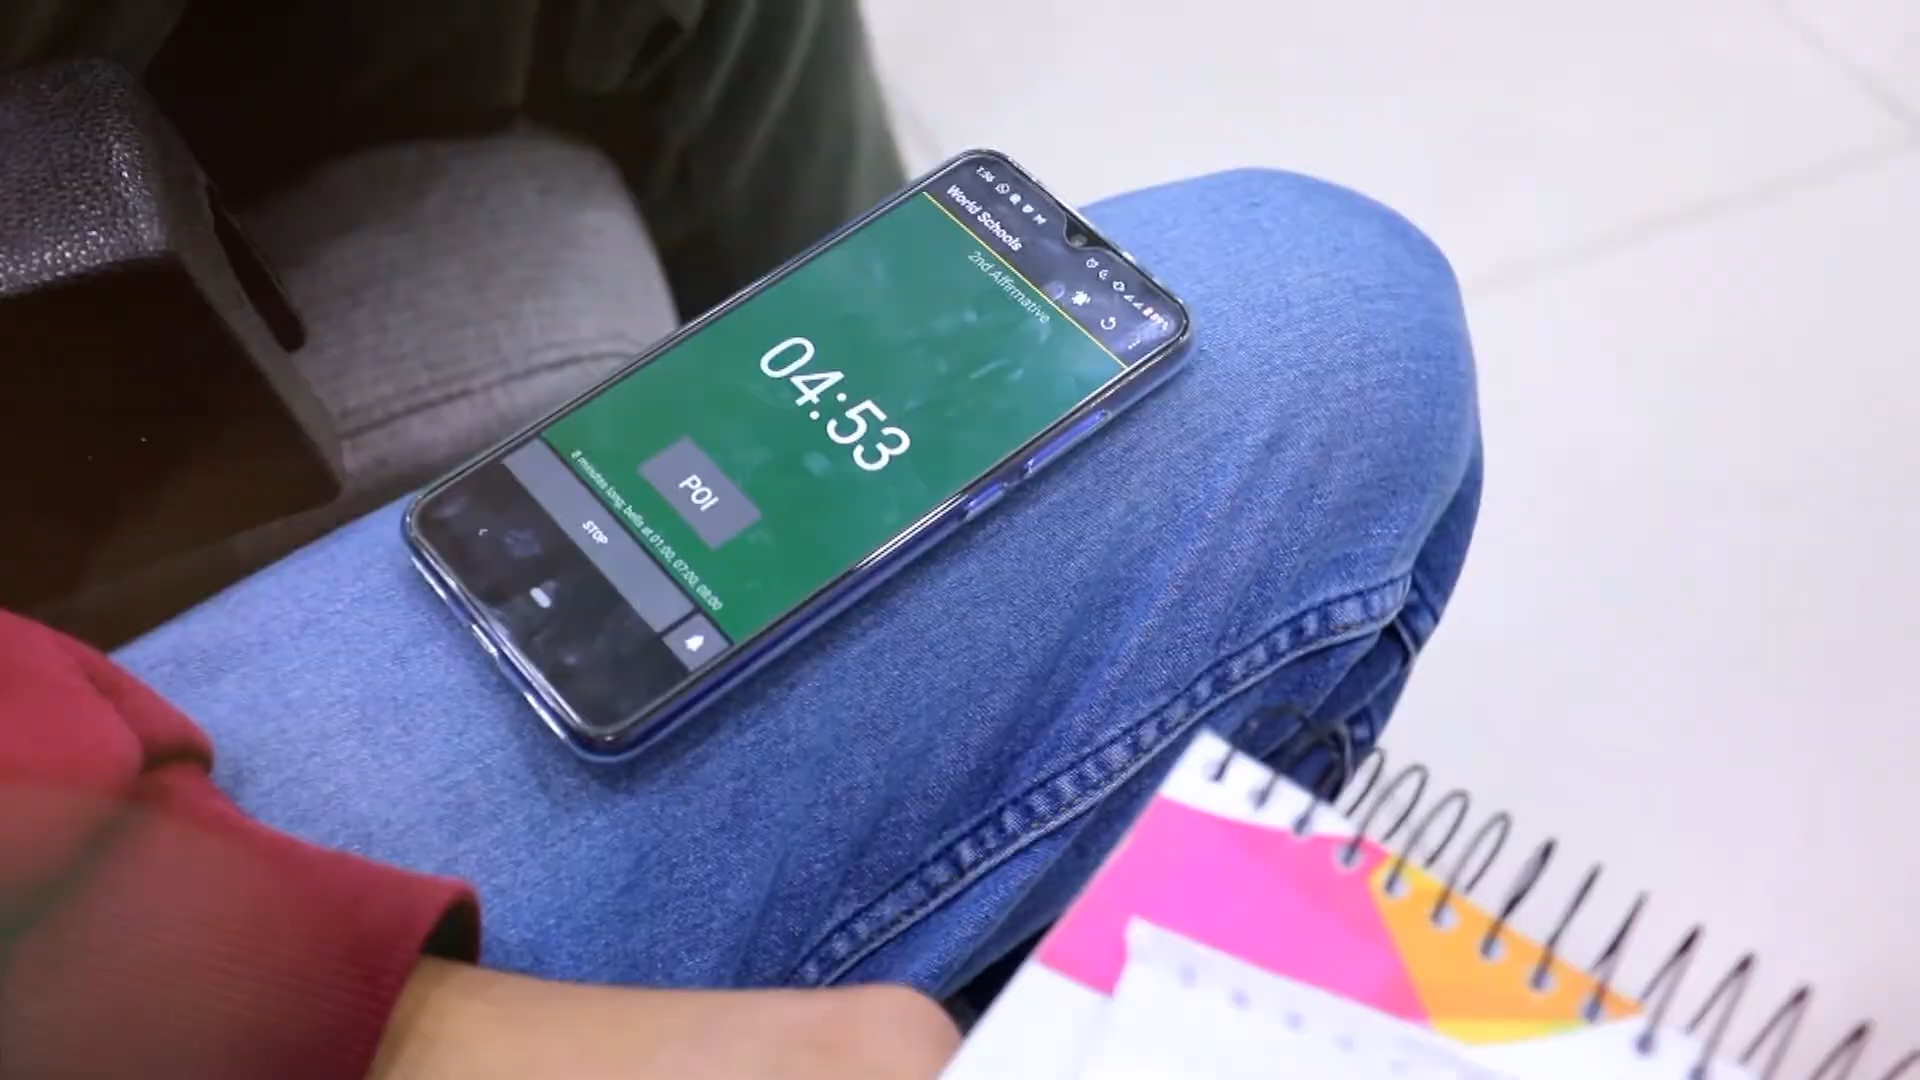 World Schools
2nd Affirmative
04:53
POI
8 minutes long, bells at 01:00, 07:00, 08:00
STOP